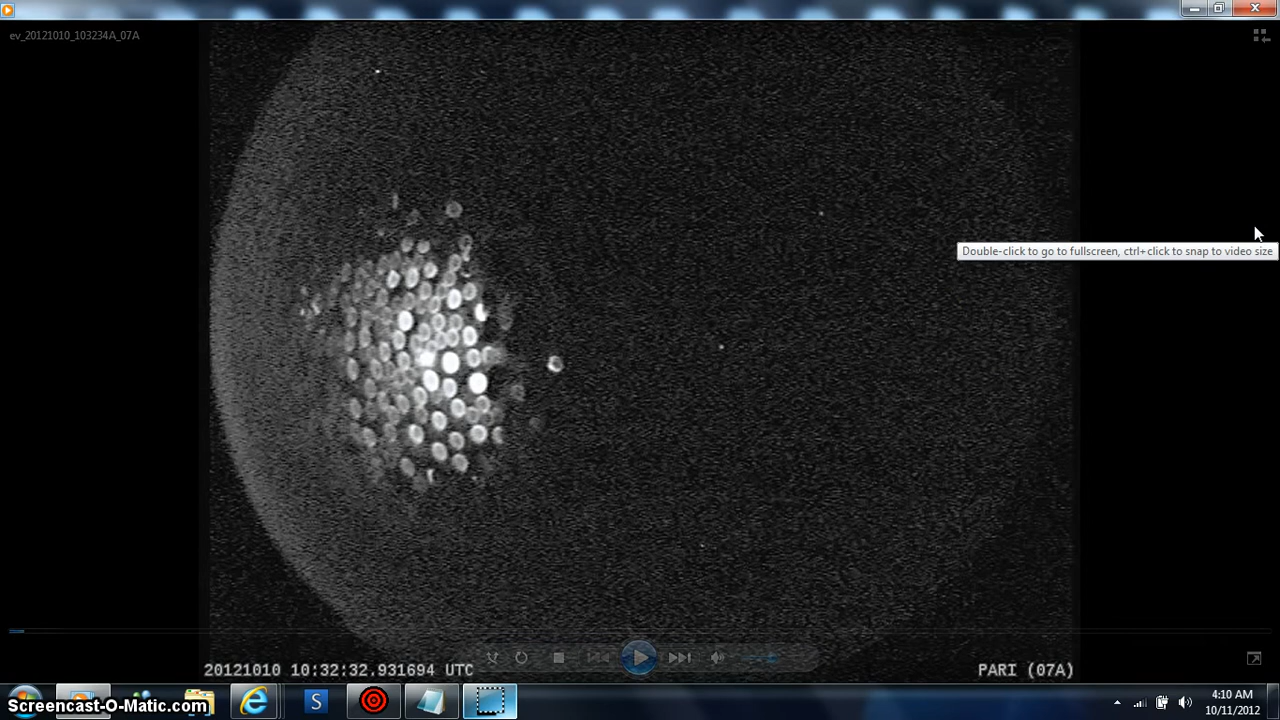 ev_20121010_103234A_07A
Double-click to go to fullscreen, ctrl+click to snap to video size
20121010 10:32:32.931694 UTC
PARI (07A)
S
4:10 AM
10/11/2012
Screencast-O-Matic.com